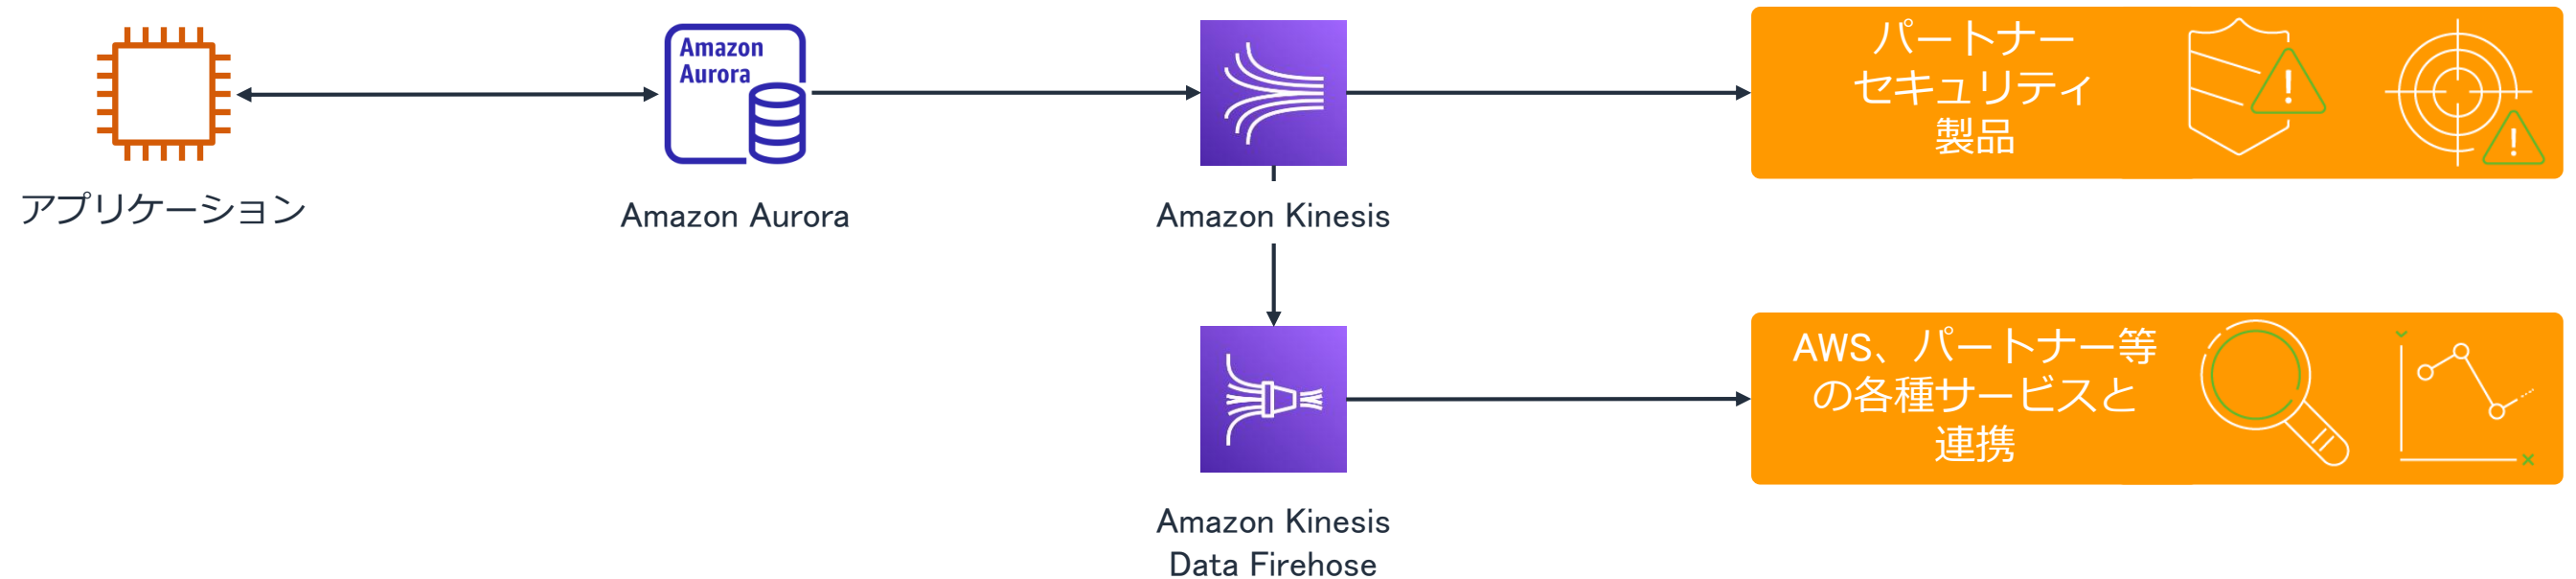 Amazon
Aurora
パートナー
セキュリティ
製品
アプリケーション
Amazon Aurora
Amazon Kinesis
AWS、パートナー等
の各種サービスと
連携
Amazon Kinesis
Data Firehose